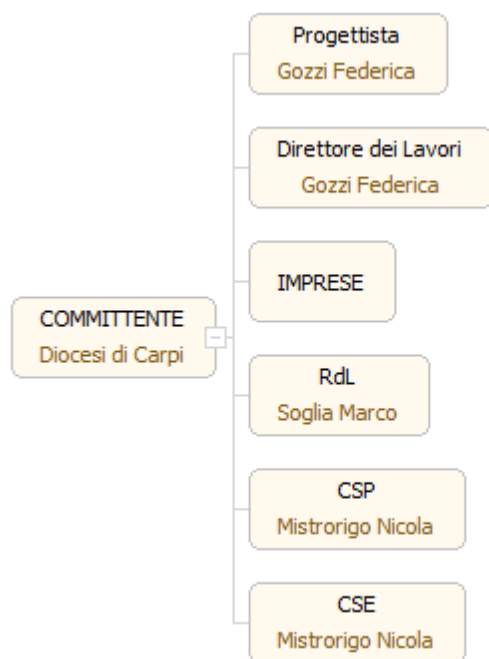 COMMITTENTE
Diocesi di Carpi
Progettista
Gozzi Federica
Direttore dei Lavori
Gozzi Federica
IMPRESE
RdL
Soglia Marco
CSP
Mistrorigo Nicola
CSE
Mistrorigo Nicola